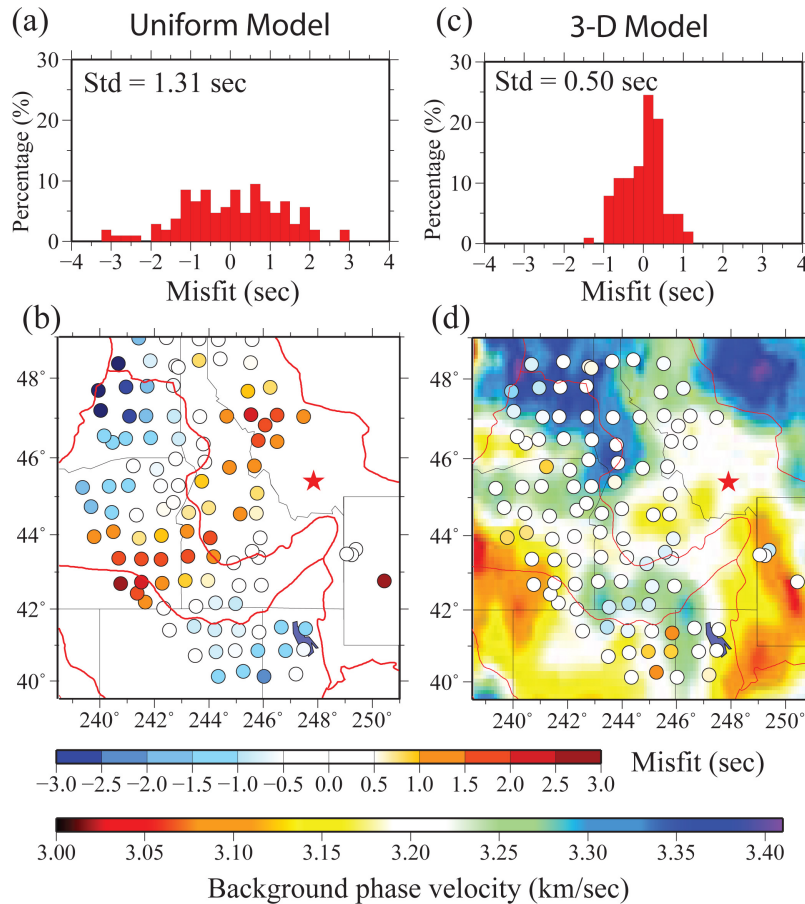 (a) Uniform Model
Std = 1.31 sec
Percentage (%)
30
20
10
0
−4 −3 −2 −1 0 1 2 3 4
Misfit (sec)
(c) 3-D Model
Std = 0.50 sec
Percentage (%)
30
20
10
0
−4 −3 −2 −1 0 1 2 3 4
Misfit (sec)
(b)
48°
46°
44°
42°
40°
240° 242° 244° 246° 248° 250°
(d)
48°
46°
44°
42°
40°
240° 242° 244° 246° 248° 250°
−3.0 −2.5 −2.0 −1.5 −1.0 −0.5 0.0 0.5 1.0 1.5 2.0 2.5 3.0
Misfit (sec)
3.00 3.05 3.10 3.15 3.20 3.25 3.30 3.35 3.40
Background phase velocity (km/sec)